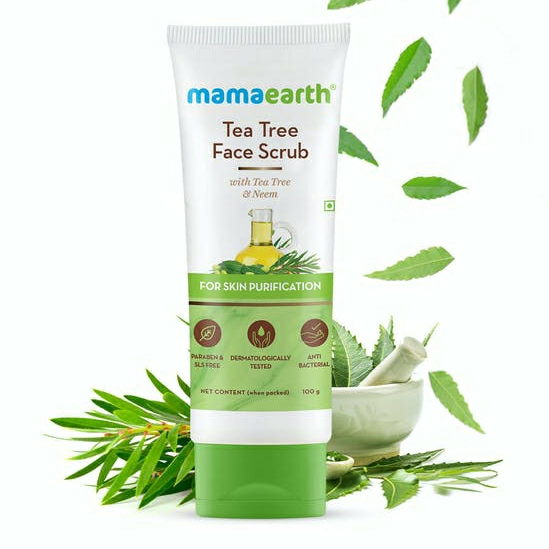 mamaearth®
Tea Tree
Face Scrub
with Tea Tree
& Neem
FOR SKIN PURIFICATION
PARABEN &
SLS FREE
DERMATOLOGICALLY
TESTED
ANTI
BACTERIAL
NET CONTENT (when packed) 100 g